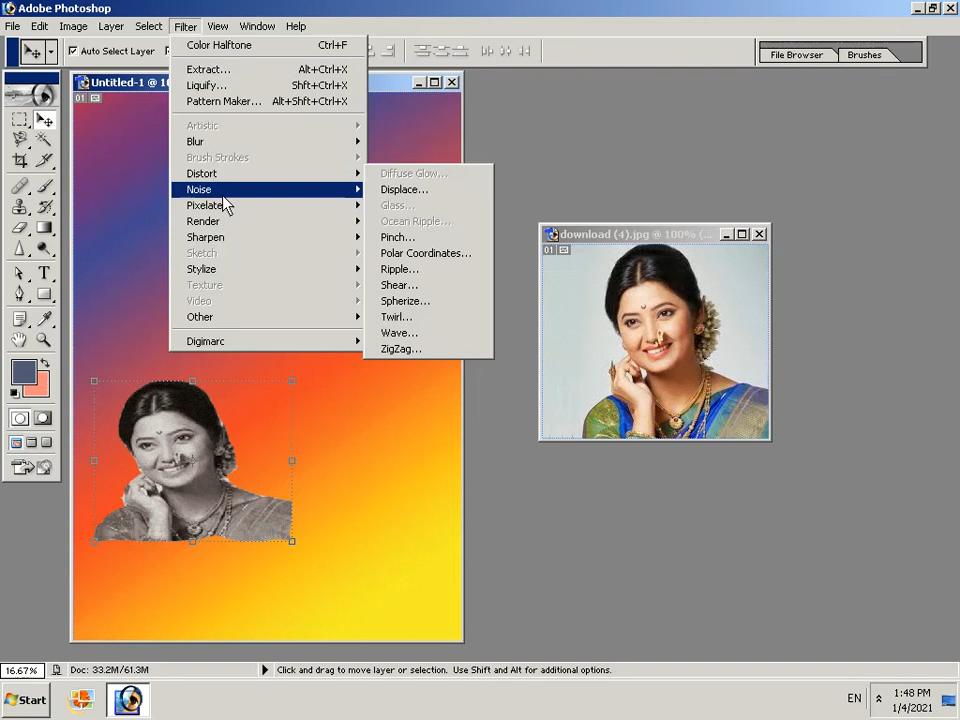 Adobe Photoshop
File Edit Image Layer Select Filter View Window Help
Auto Select Layer
File Browser Brushes
Untitled-1 @ 1
01
Color Halftone Ctrl+F
Extract... Alt+Ctrl+X
Liquify... Shft+Ctrl+X
Pattern Maker... Alt+Shft+Ctrl+X
Artistic
Blur
Brush Strokes
Distort
Noise
Pixelate
Render
Sharpen
Sketch
Stylize
Texture
Video
Other
Digimarc
Diffuse Glow...
Displace...
Glass...
Ocean Ripple...
Pinch...
Polar Coordinates...
Ripple...
Shear...
Spherize...
Twirl...
Wave...
ZigZag...
download (4).jpg @ 100% (...
01
16.67% Doc: 33.2M/61.3M Click and drag to move layer or selection. Use Shift and Alt for additional options.
Start
EN
1:48 PM
1/4/2021